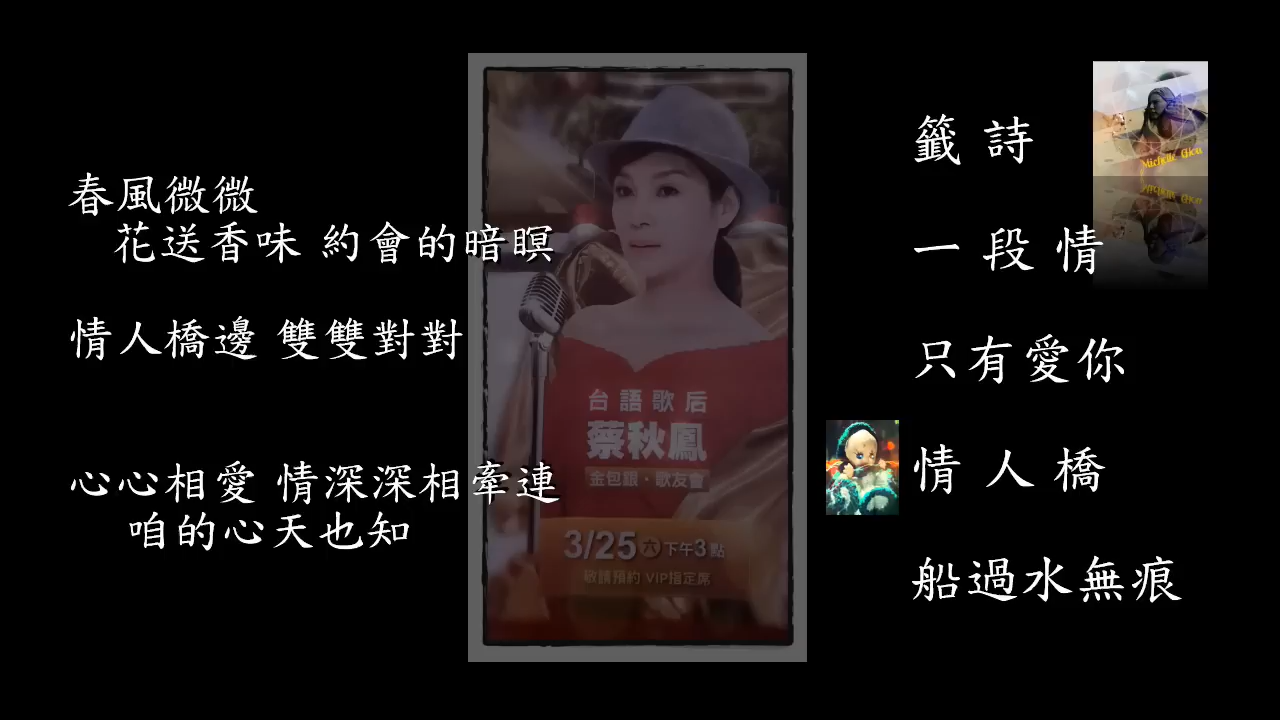 春風微微
花送香味 約會的暗暝
情人橋邊 雙雙對對
心心相愛 情深深相牽連
咱的心天也知
台語歌后
蔡秋鳳
金包銀·歌友會
3/25 六 下午3點
敬請預約 VIP指定席
籤詩
一段情
只有愛你
情人橋
船過水無痕